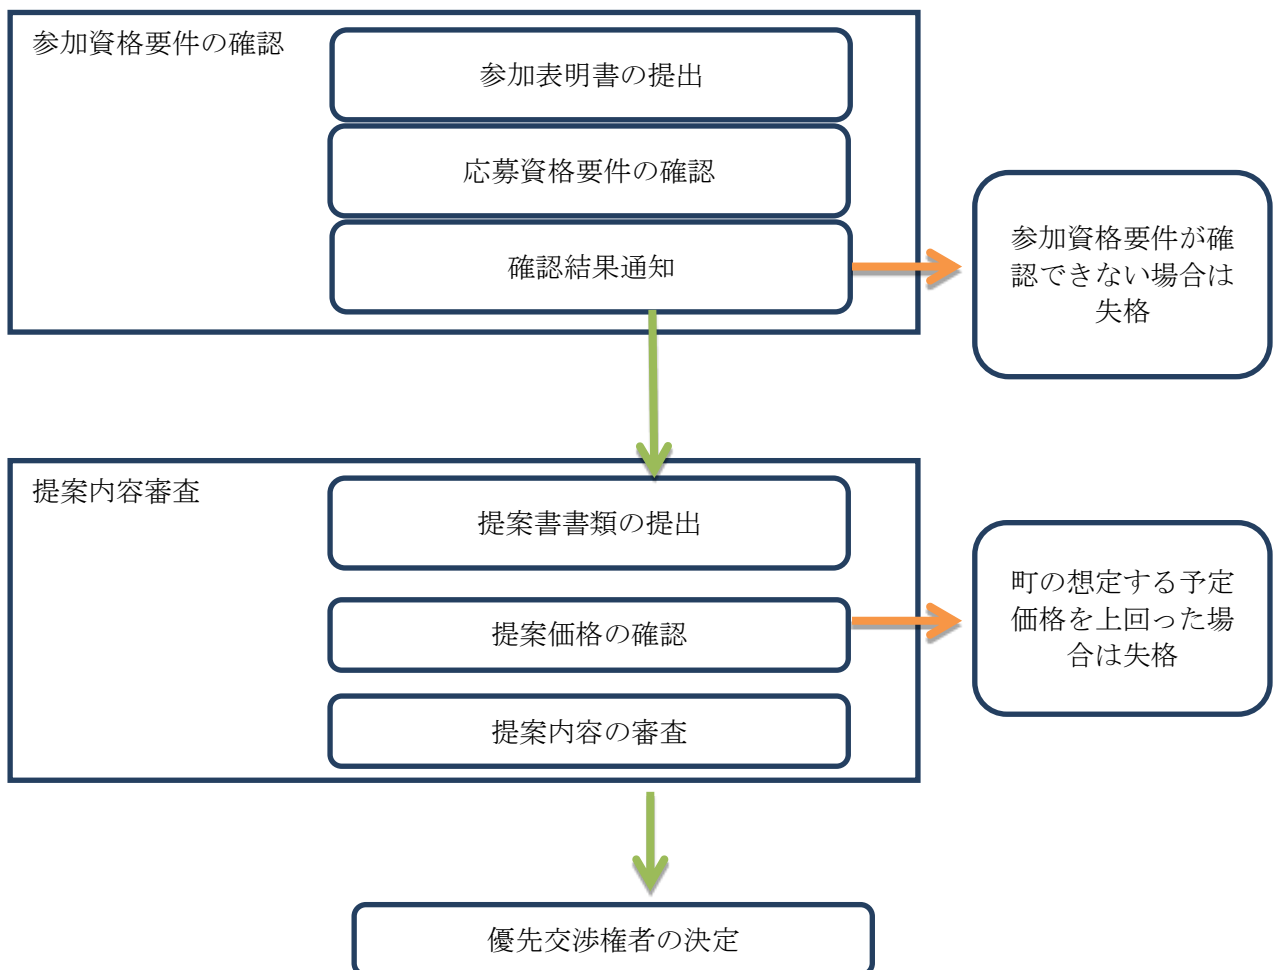 参加資格要件の確認
参加表明書の提出
応募資格要件の確認
確認結果通知
参加資格要件が確
認できない場合は
失格
提案内容審査
提案書書類の提出
提案価格の確認
町の想定する予定
価格を上回った場
合は失格
提案内容の審査
優先交渉権者の決定